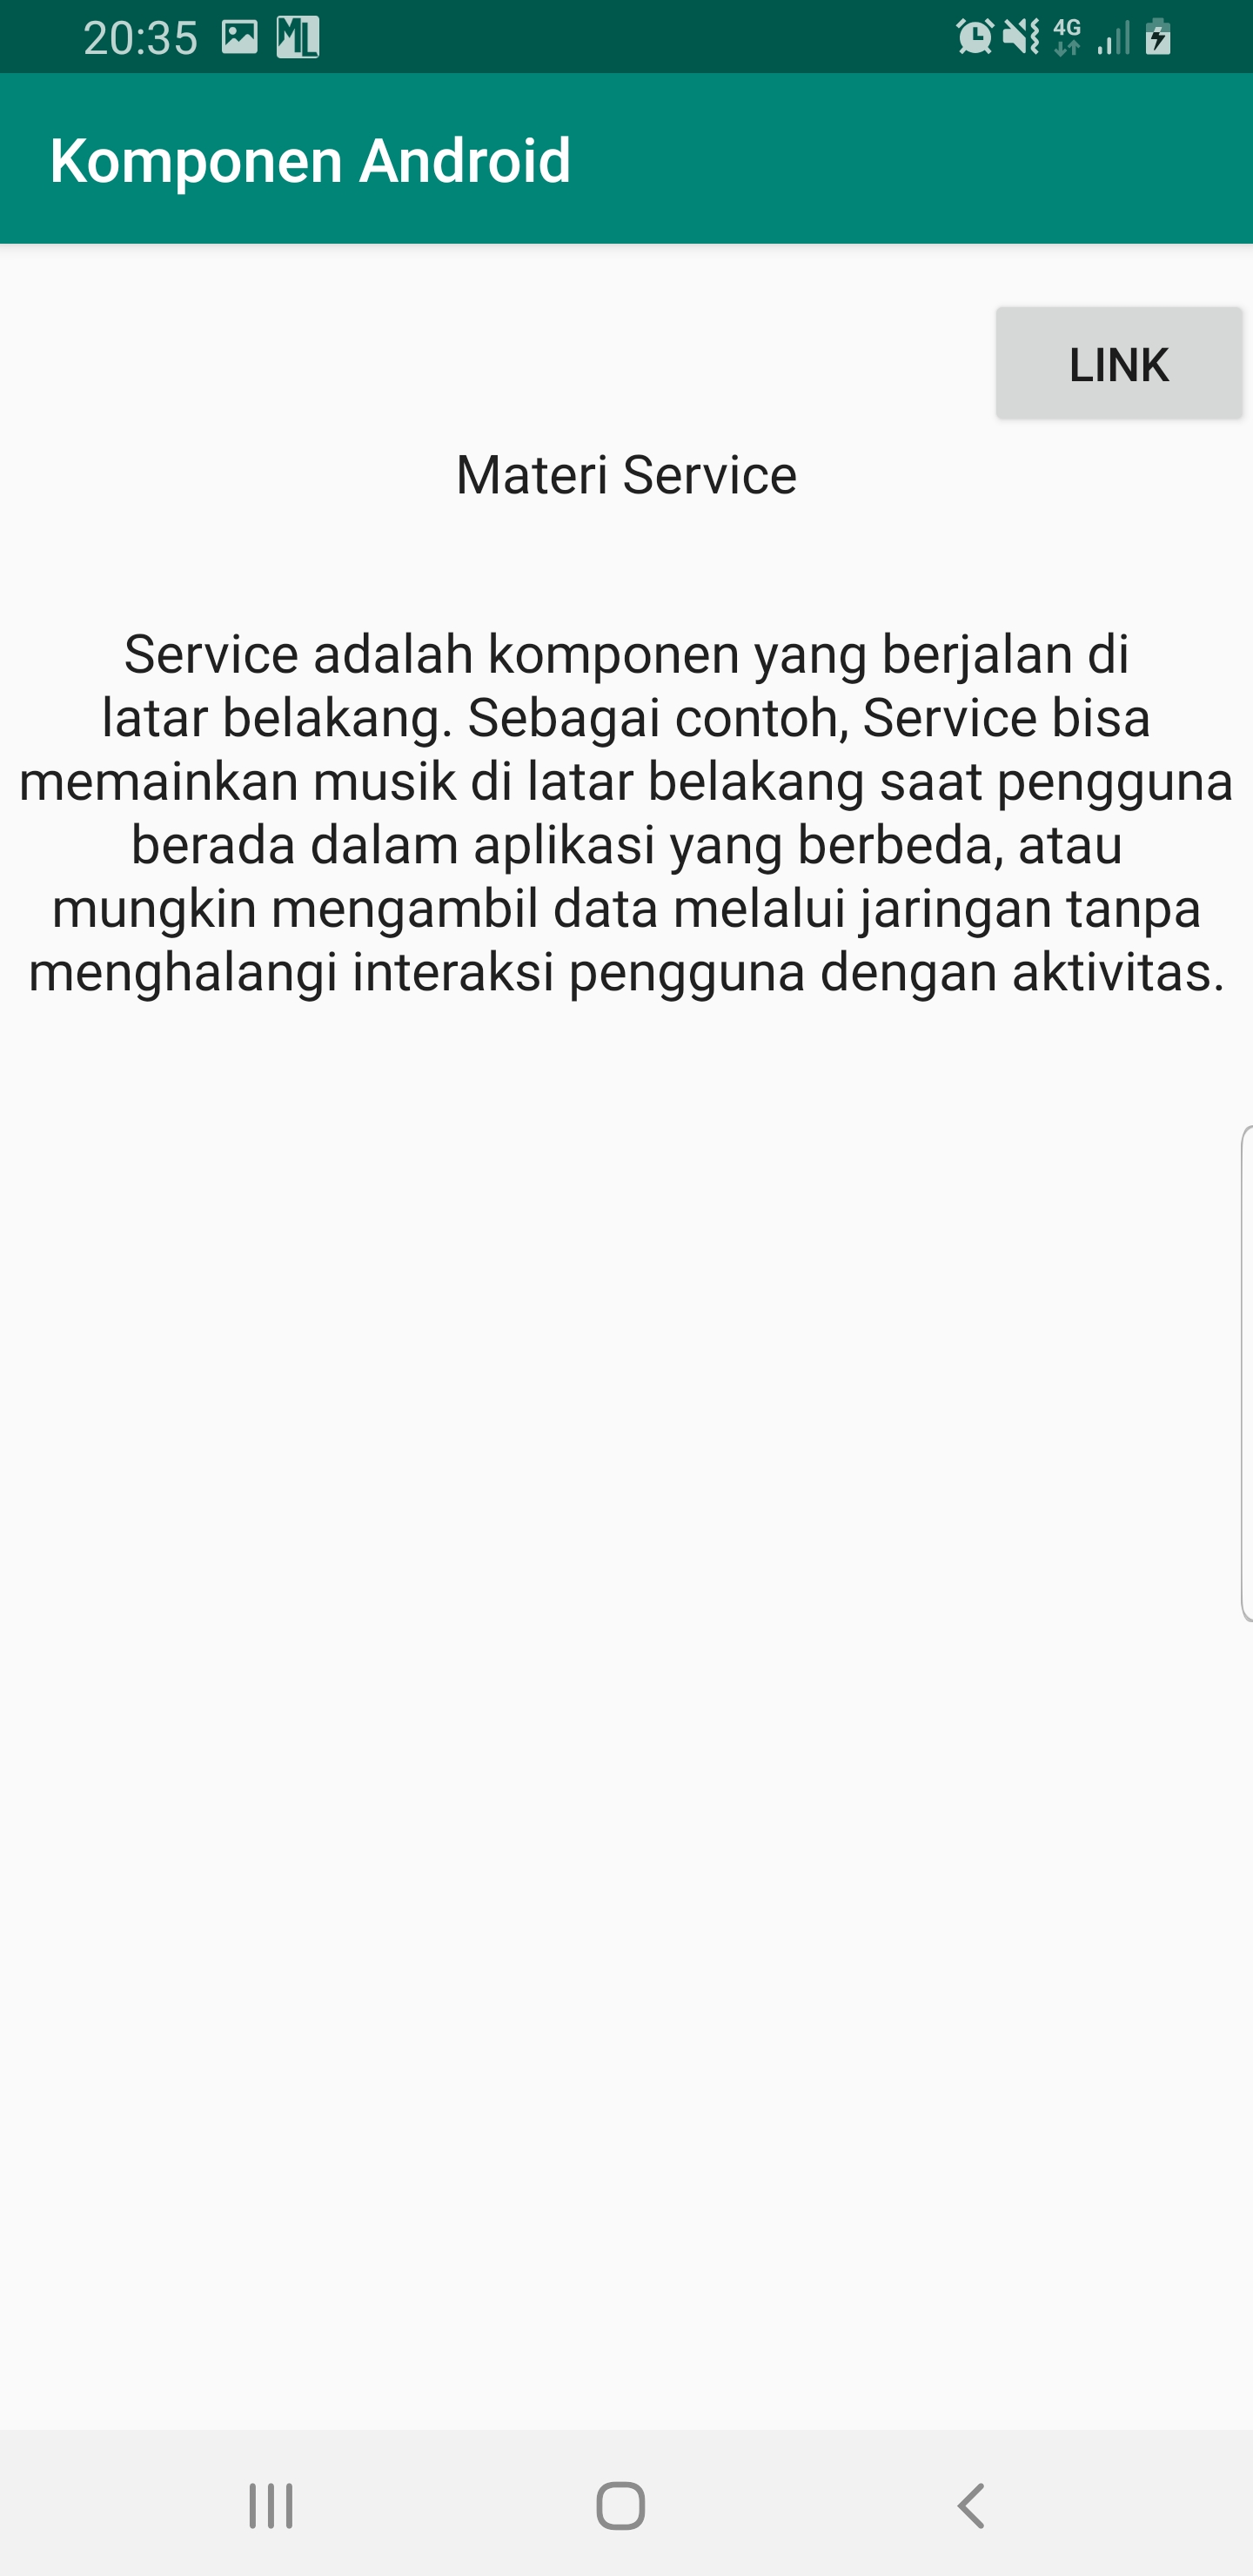 20:35
ML
4G
Komponen Android
LINK
Materi Service
Service adalah komponen yang berjalan di
latar belakang. Sebagai contoh, Service bisa
memainkan musik di latar belakang saat pengguna
berada dalam aplikasi yang berbeda, atau
mungkin mengambil data melalui jaringan tanpa
menghalangi interaksi pengguna dengan aktivitas.